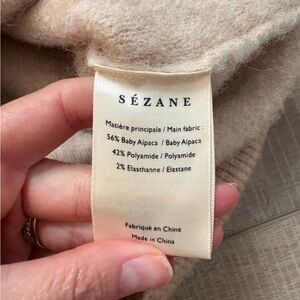 SÉZANE
Matière principale / Main fabric :
56% Baby Alpaca / Baby Alpaca
42% Polyamide / Polyamide
2% Elasthanne / Elastane
Fabriqué en Chine
Made in China